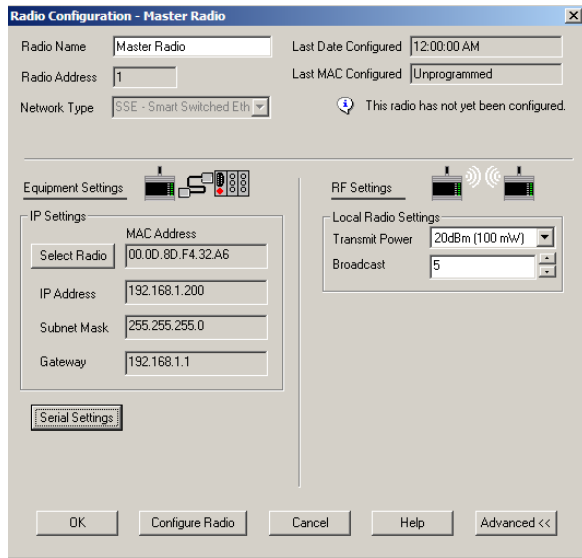 Radio Configuration - Master Radio
Radio Name Master Radio Last Date Configured 12:00:00 AM
Radio Address 1 Last MAC Configured Unprogrammed
Network Type SSE - Smart Switched Eth This radio has not yet been configured.
Equipment Settings
IP Settings
MAC Address
Select Radio 00.0D.8D.F4.32.A6
IP Address 192.168.1.200
Subnet Mask 255.255.255.0
Gateway 192.168.1.1
Serial Settings
RF Settings
Local Radio Settings
Transmit Power 20dBm (100 mW)
Broadcast 5
OK Configure Radio Cancel Help Advanced <<